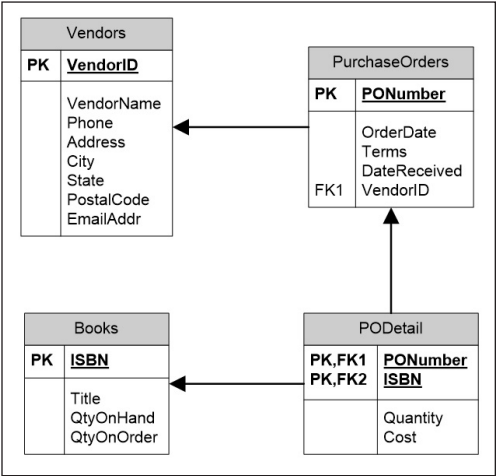 Vendors
PK VendorID
VendorName
Phone
Address
City
State
PostalCode
EmailAddr
PurchaseOrders
PK PONumber
OrderDate
Terms
DateReceived
FK1 VendorID
Books
PK ISBN
Title
QtyOnHand
QtyOnOrder
PODetail
PK,FK1 PONumber
PK,FK2 ISBN
Quantity
Cost